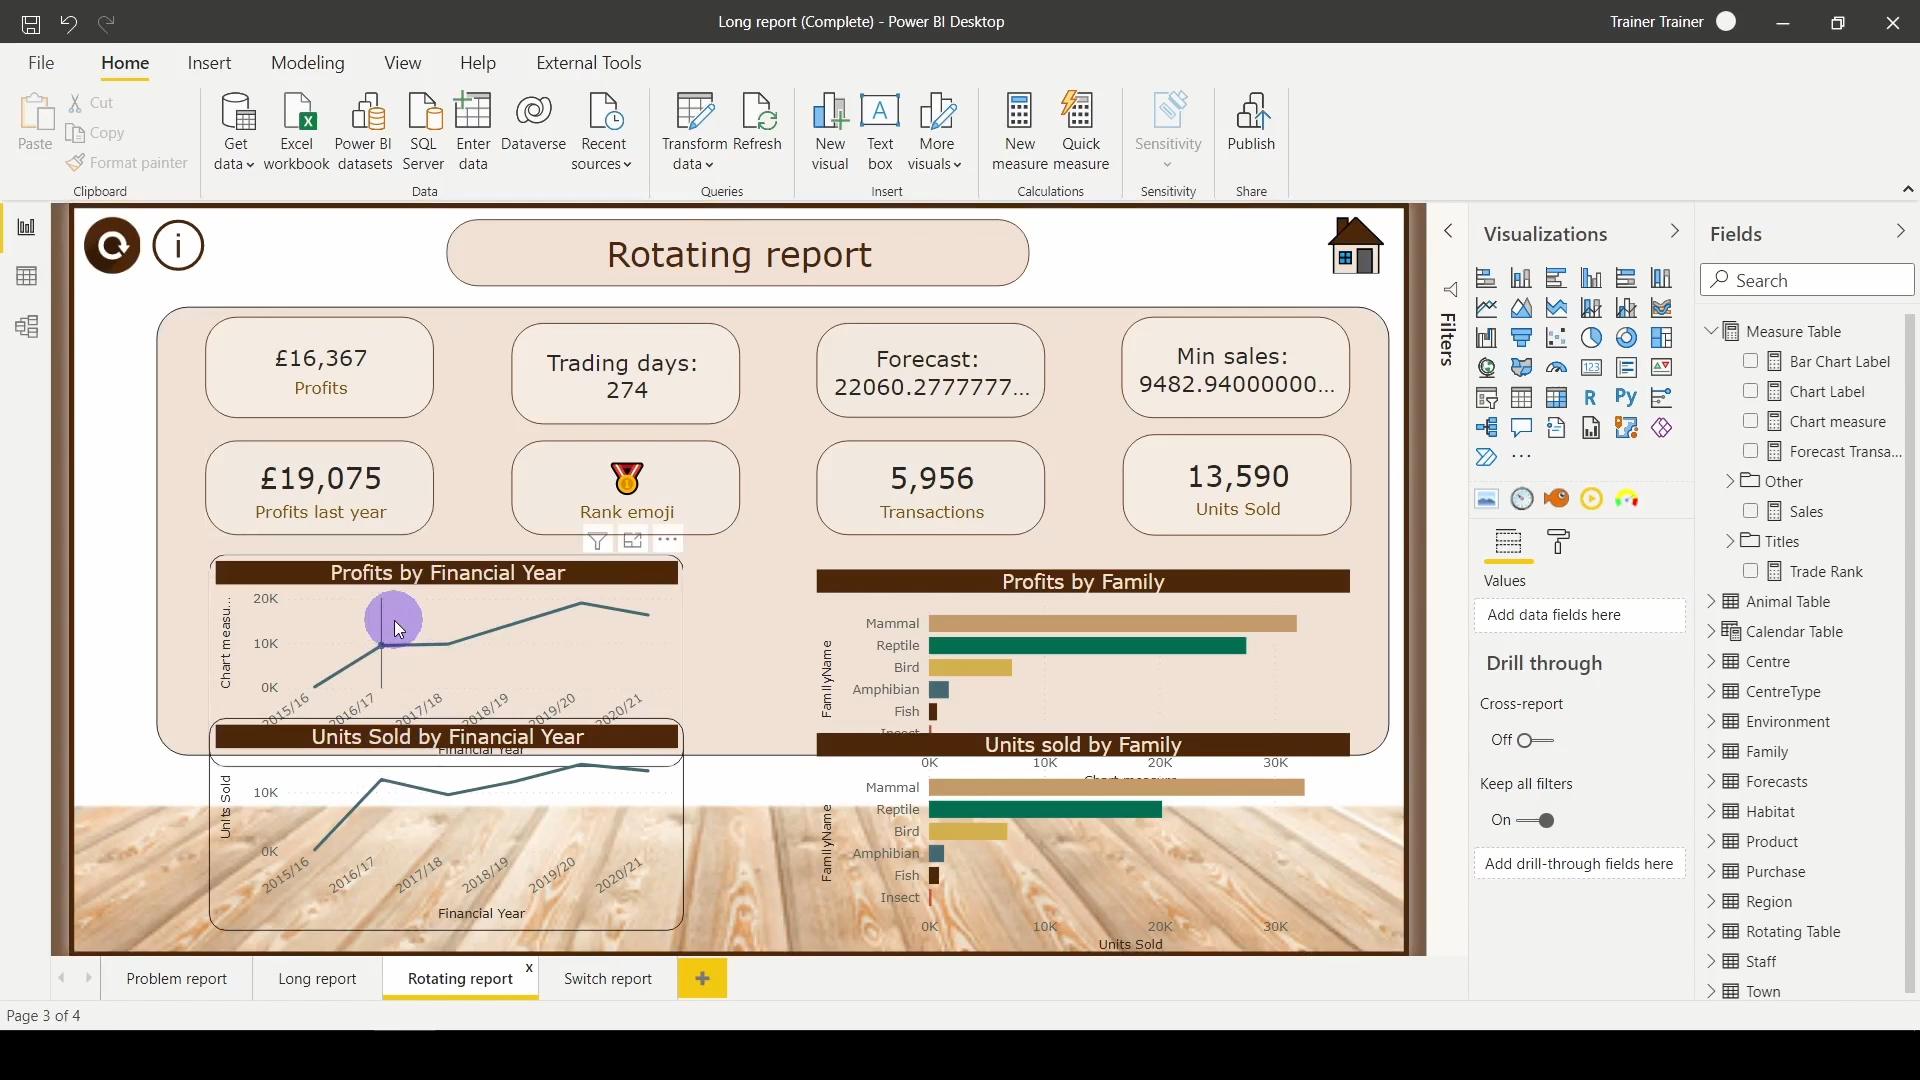 Long report (Complete) - Power BI Desktop
Trainer Trainer
File Home Insert Modeling View Help External Tools
Paste
Cut
Copy
Format painter
Clipboard
Get data
Excel workbook
Power BI datasets
SQL Server
Enter data
Dataverse
Recent sources
Data
Transform data
Refresh
Queries
New visual
Text box
More visuals
Insert
New measure
Quick measure
Calculations
Sensitivity
Sensitivity
Publish
Share
Rotating report
£16,367
Profits
Trading days:
274
Forecast:
22060.2777777...
Min sales:
9482.94000000...
£19,075
Profits last year
Rank emoji
5,956
Transactions
13,590
Units Sold
Profits by Financial Year
Chart measu...
20K
10K
0K
2015/16 2016/17 2017/18 2018/19 2019/20 2020/21
Financial Year
Units Sold by Financial Year
Units Sold
10K
0K
2015/16 2016/17 2017/18 2018/19 2019/20 2020/21
Financial Year
Profits by Family
FamilyName
Mammal
Reptile
Bird
Amphibian
Fish
Insect
0K 10K 20K 30K
Chart measure
Units sold by Family
FamilyName
Mammal
Reptile
Bird
Amphibian
Fish
Insect
0K 10K 20K 30K
Units Sold
Filters
Visualizations
123
R
Py
Values
Add data fields here
Drill through
Cross-report
Off
Keep all filters
On
Add drill-through fields here
Fields
Search
Measure Table
Bar Chart Label
Chart Label
Chart measure
Forecast Transa...
Other
Sales
Titles
Trade Rank
Animal Table
Calendar Table
Centre
CentreType
Environment
Family
Forecasts
Habitat
Product
Purchase
Region
Rotating Table
Staff
Town
Problem report Long report Rotating report x Switch report +
Page 3 of 4